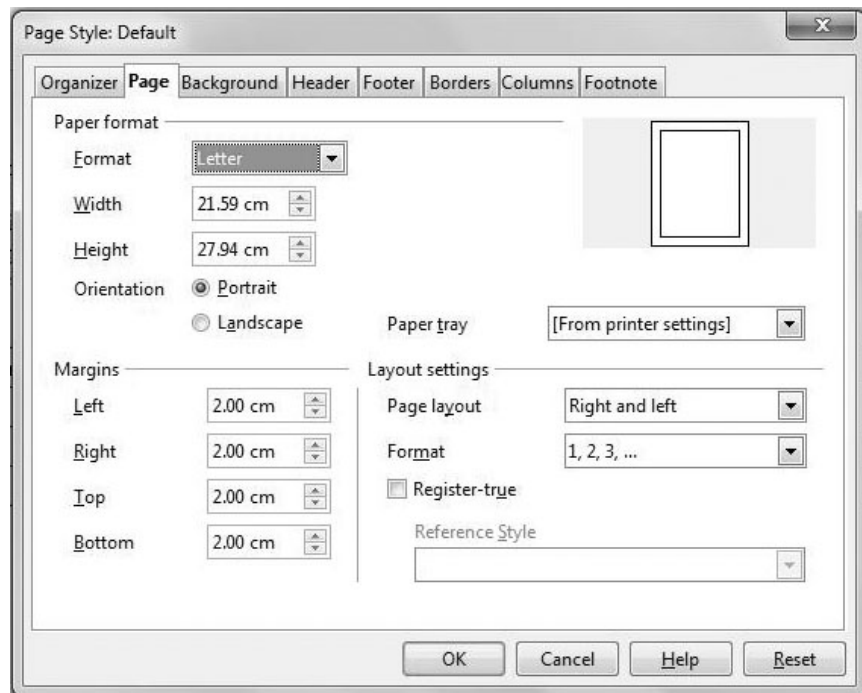 Page Style: Default
Organizer Page Background Header Footer Borders Columns Footnote
Paper format
Format Letter
Width 21.59 cm
Height 27.94 cm
Orientation Portrait
Landscape
Paper tray [From printer settings]
Margins
Left 2.00 cm
Right 2.00 cm
Top 2.00 cm
Bottom 2.00 cm
Layout settings
Page layout Right and left
Format 1, 2, 3, ...
Register-true
Reference Style
OK Cancel Help Reset